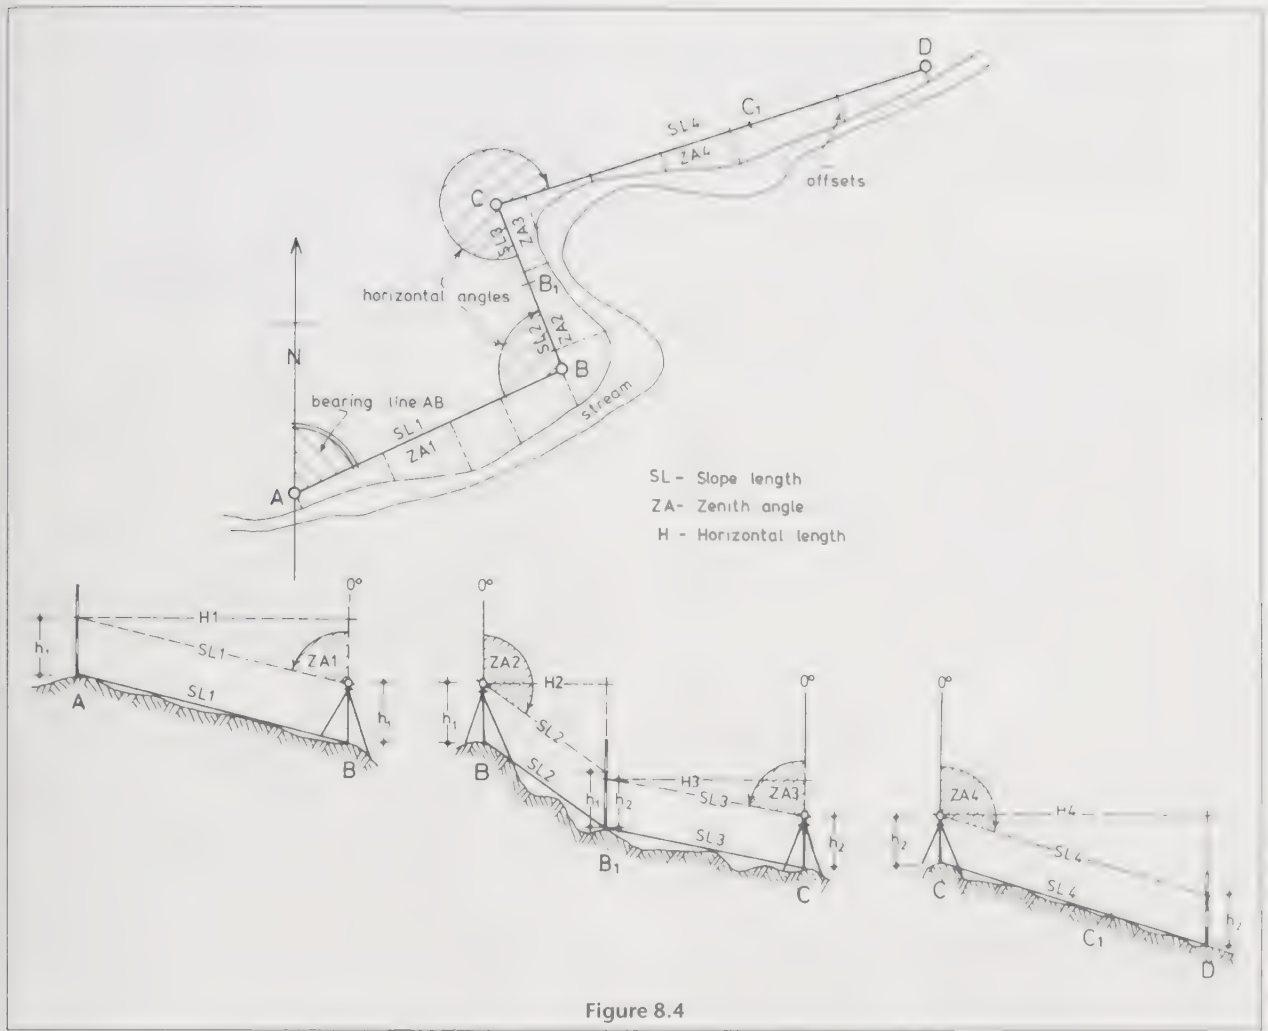 D
C₁
SL4
ZA4
offsets
C
SL3
ZA3
B₁
horizontal angles
SL2
ZA2
B
N
bearing line AB
SL1
ZA1
stream
A
SL - Slope length
ZA - Zenith angle
H - Horizontal length
0°
H1
h₁
SL1
ZA1
SL1
h₁
A
B
0°
ZA2
H2
h₁
SL2
SL2
B
h₁
h₂
B₁
0°
H3
SL3
ZA3
SL3
h₂
C
0°
ZA4
H4
h₂
SL4
SL4
C
C₁
h₂
D
Figure 8.4